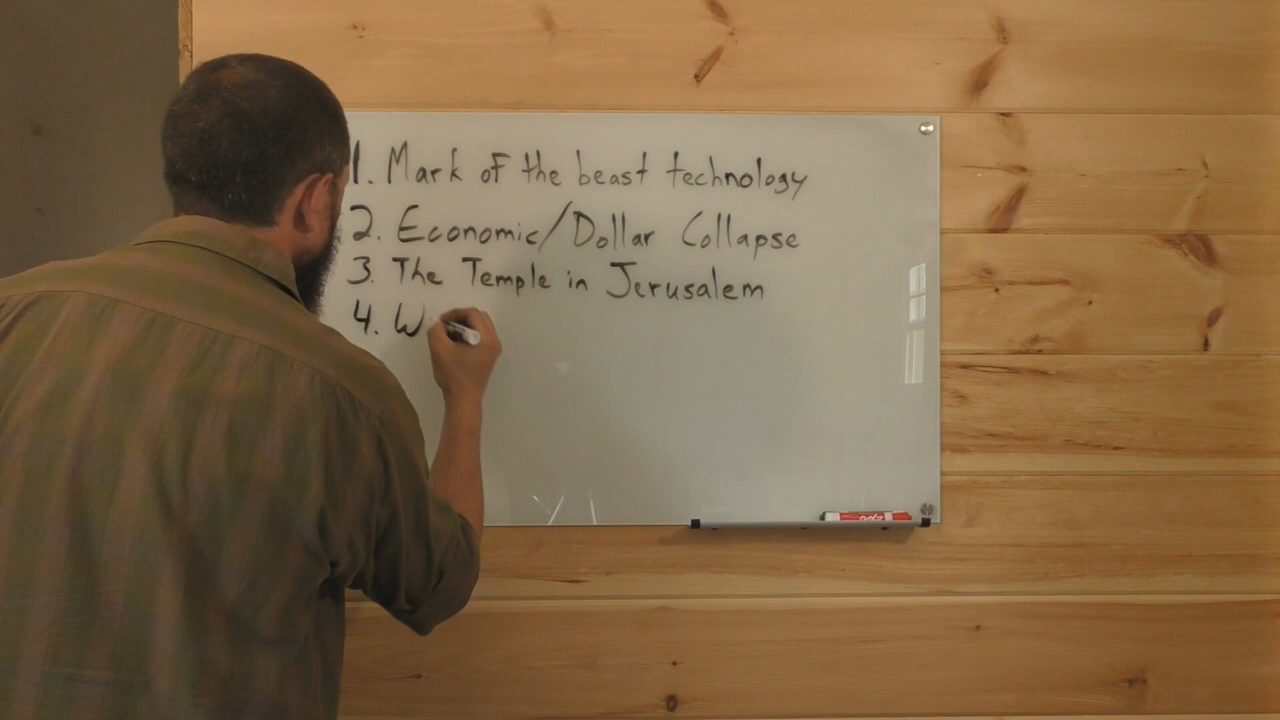 1. Mark of the beast technology
2. Economic/Dollar Collapse
3. The Temple in Jerusalem
4. W